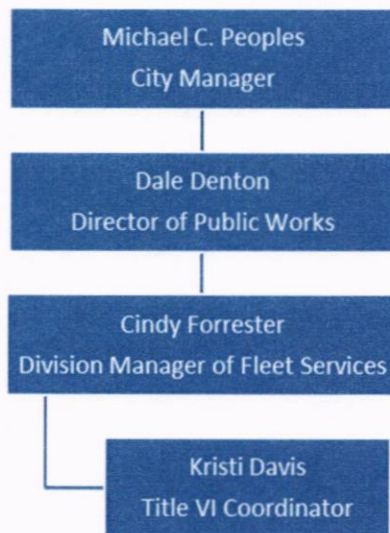 Michael C. Peoples
City Manager
Dale Denton
Director of Public Works
Cindy Forrester
Division Manager of Fleet Services
Kristi Davis
Title VI Coordinator